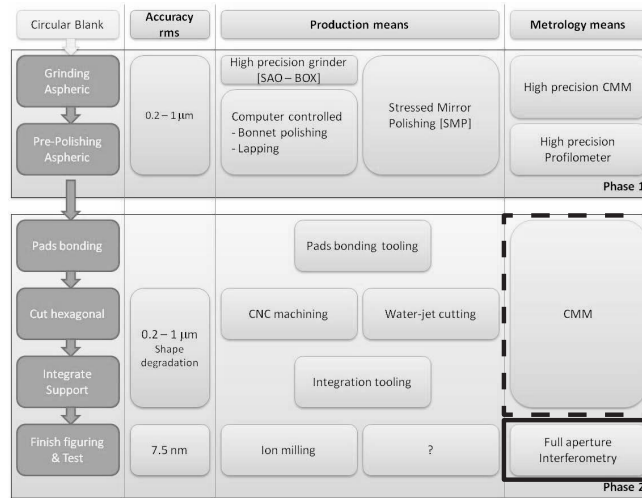 Circular Blank
Accuracy
rms
Production means
Metrology means
Grinding
Aspheric
Pre-Polishing
Aspheric
0.2 – 1 µm
High precision grinder
[SAO – BOX]
Computer controlled
- Bonnet polishing
- Lapping
Stressed Mirror
Polishing [SMP]
High precision CMM
High precision
Profilometer
Phase 1
Pads bonding
Pads bonding tooling
Cut hexagonal
0.2 – 1 µm
Shape
degradation
CNC machining
Water-jet cutting
CMM
Integrate
Support
Integration tooling
Finish figuring
& Test
7.5 nm
Ion milling
?
Full aperture
Interferometry
Phase 2